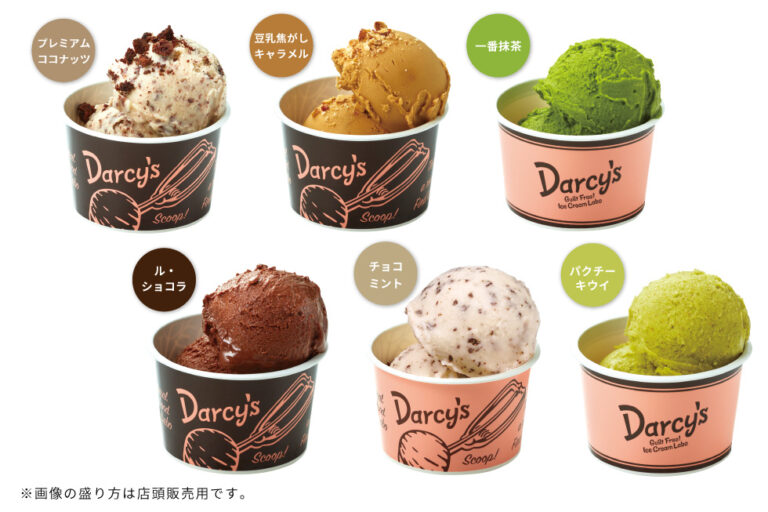 プレミアム
ココナッツ
豆乳焦がし
キャラメル
一番抹茶
Darcy's
Scoop!
Darcy's
Scoop!
Darcy's
Guilt Free!
Ice Cream Labo
ル・
ショコラ
チョコ
ミント
パクチー
キウイ
Darcy's
Scoop!
Darcy's
Scoop!
Darcy's
Guilt Free!
Ice Cream Labo
※画像の盛り方は店頭販売用です。